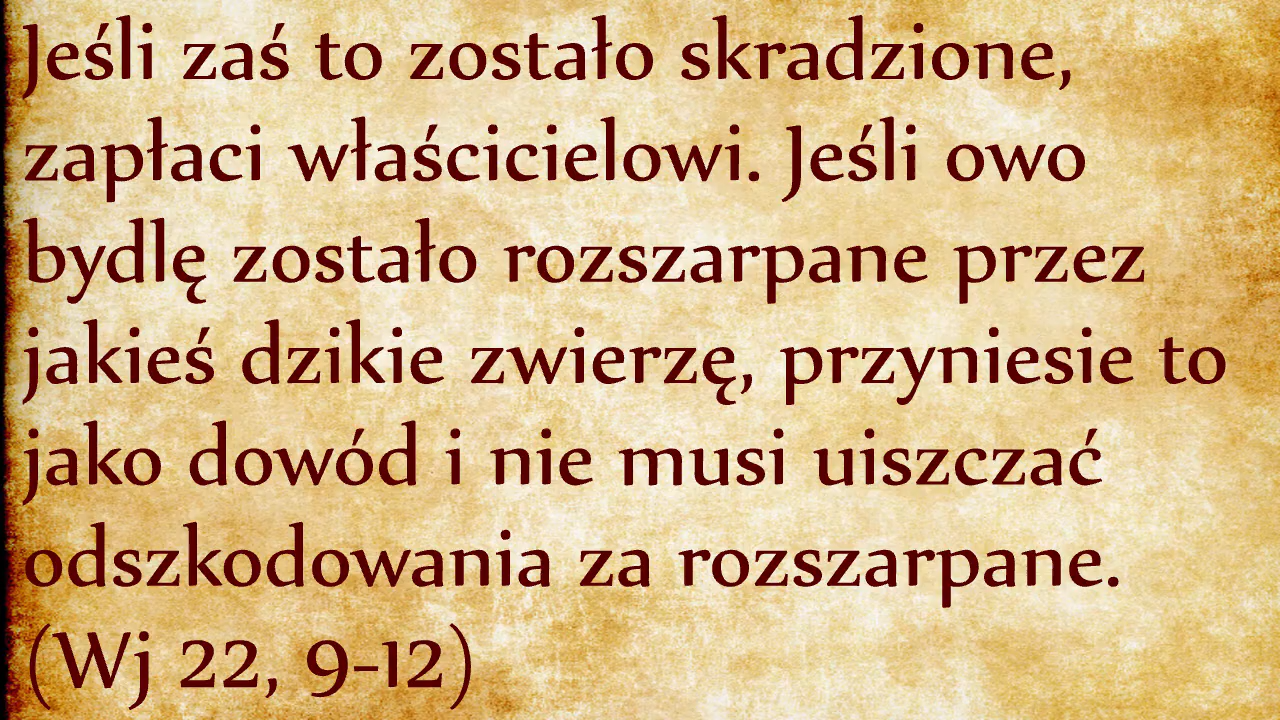 Jeśli zaś to zostało skradzione,
zapłaci właścicielowi. Jeśli owo
bydlę zostało rozszarpane przez
jakieś dzikie zwierzę, przyniesie to
jako dowód i nie musi uiszczać
odszkodowania za rozszarpane.
(Wj 22, 9-12)